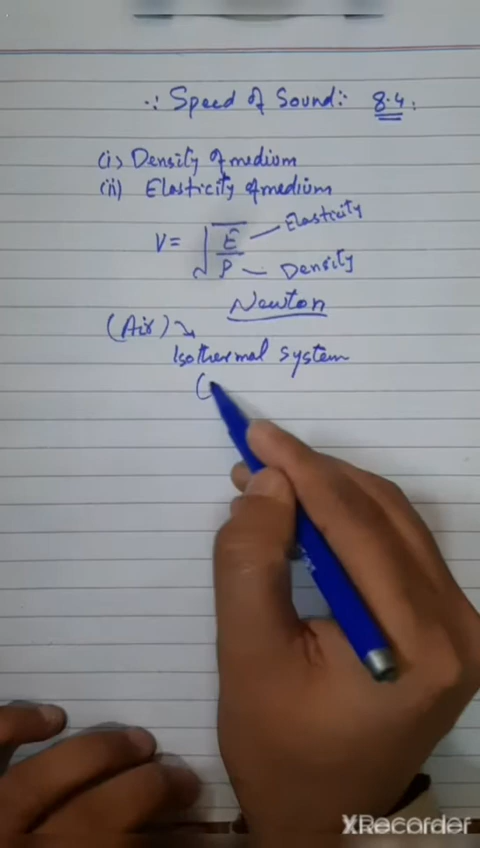 ∴ Speed of Sound:- 8.4.
(i) Density of medium
(ii) Elasticity of medium
V = √E/ρ
Elasticity
Density
Newton
(Air) → Isothermal system
(
XRecorder